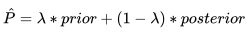 P̂ = λ ∗ prior + (1 − λ) ∗ posterior